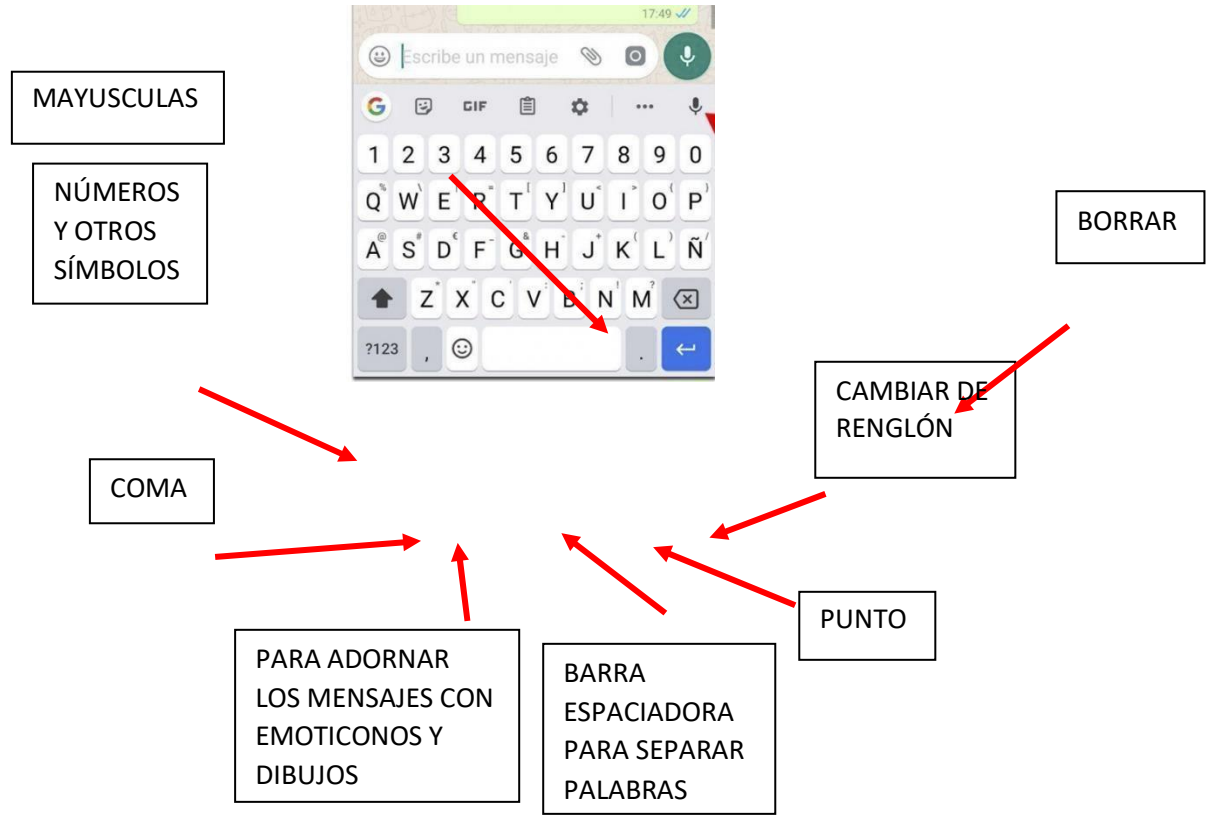 17:49
Escribe un mensaje
MAYUSCULAS
G GIF ...
1 2 3 4 5 6 7 8 9 0
NÚMEROS
Y OTROS
SÍMBOLOS
Q W E R T Y U I O P
BORRAR
A S D F G H J K L Ñ
Z X C V B N M
?123 , .
CAMBIAR DE
RENGLÓN
COMA
PUNTO
PARA ADORNAR
LOS MENSAJES CON
EMOTICONOS Y
DIBUJOS
BARRA
ESPACIADORA
PARA SEPARAR
PALABRAS